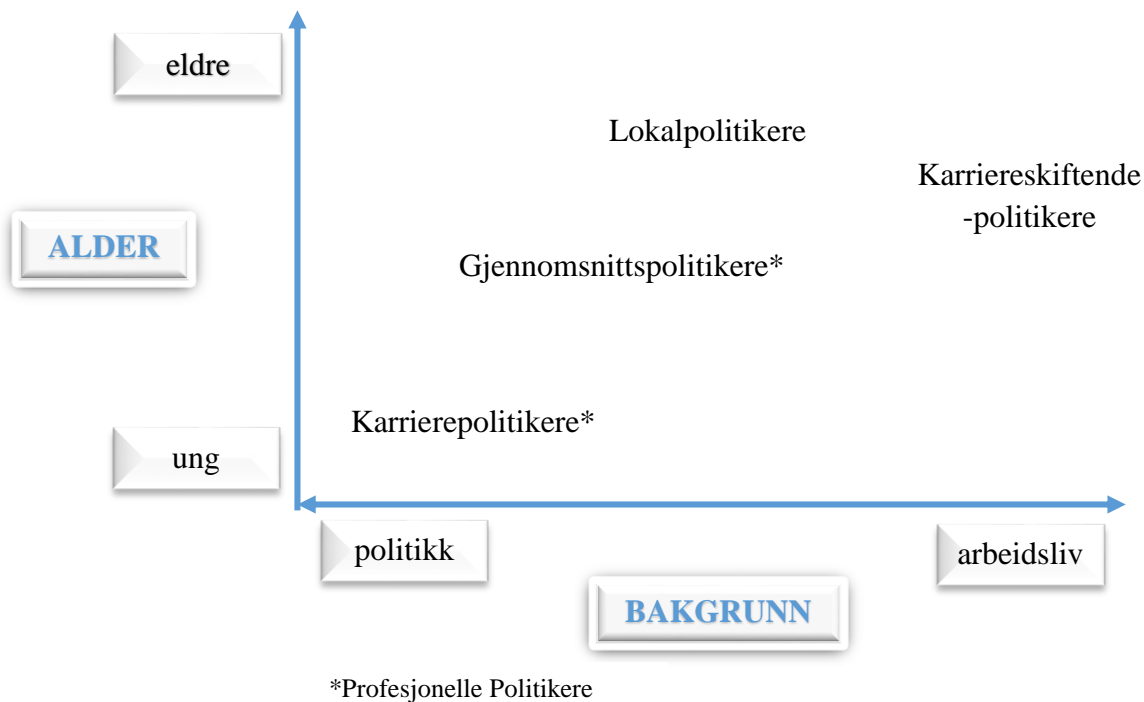 eldre
Lokalpolitikere
Karriereskiftende
-politikere
ALDER
Gjennomsnittspolitikere*
Karrierepolitikere*
ung
politikk
arbeidsliv
BAKGRUNN
*Profesjonelle Politikere